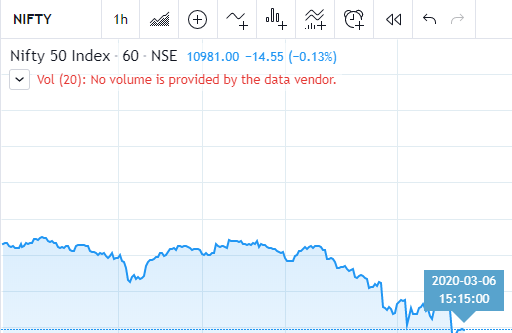 NIFTY 1h
Nifty 50 Index · 60 · NSE 10981.00 −14.55 (−0.13%)
Vol (20): No volume is provided by the data vendor.
2020-03-06
15:15:00